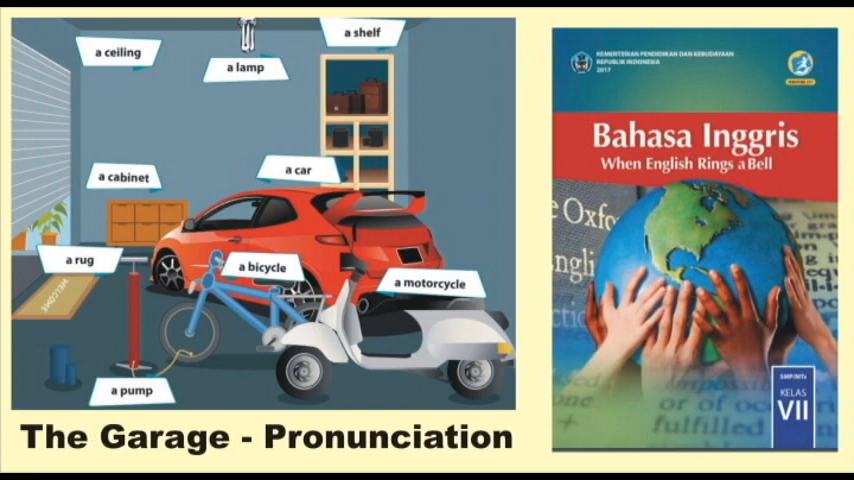 a ceiling
a lamp
a shelf
a cabinet
a car
a rug
a bicycle
a motorcycle
WELCOME
a pump
The Garage - Pronunciation
KEMENTERIAN PENDIDIKAN DAN KEBUDAYAAN
REPUBLIK INDONESIA
2017
Bahasa Inggris
When English Rings a Bell
SMP/MTs
KELAS
VII